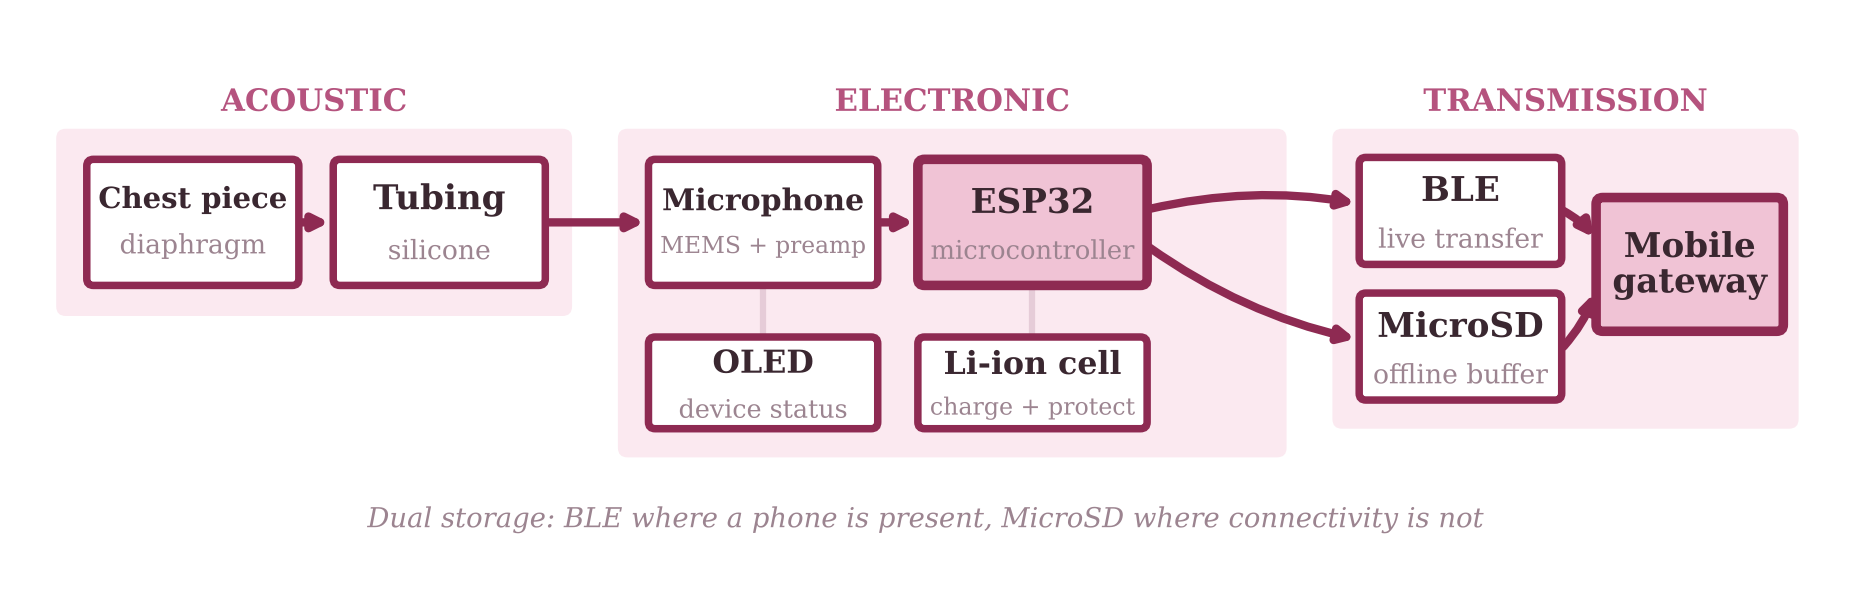 ACOUSTIC
Chest piece
diaphragm
Tubing
silicone
ELECTRONIC
Microphone
MEMS + preamp
ESP32
microcontroller
OLED
device status
Li-ion cell
charge + protect
TRANSMISSION
BLE
live transfer
MicroSD
offline buffer
Mobile
gateway
Dual storage: BLE where a phone is present, MicroSD where connectivity is not